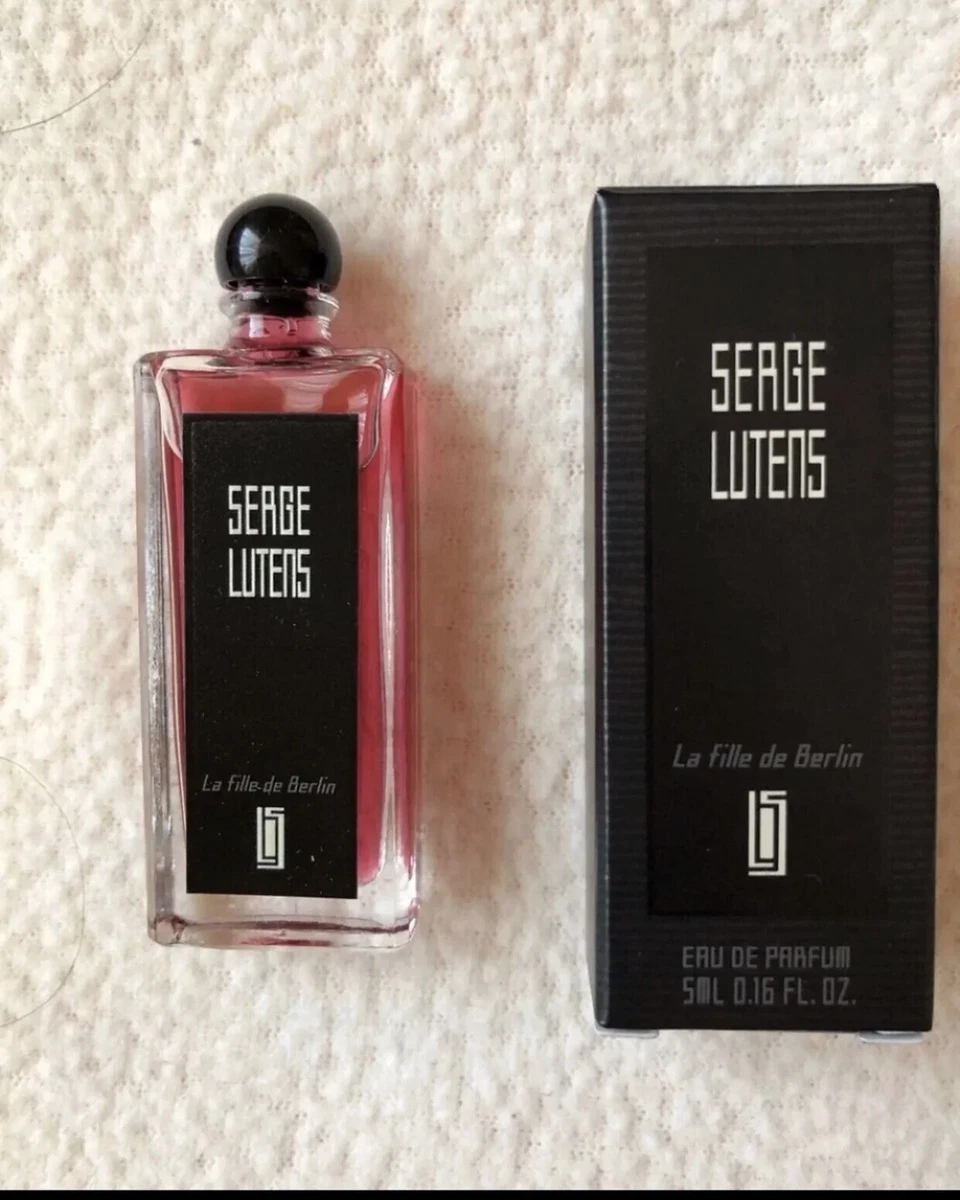 SERGE
LUTENS
La fille de Berlin
SERGE
LUTENS
La fille de Berlin
EAU DE PARFUM
5ML 0.16 FL. OZ.